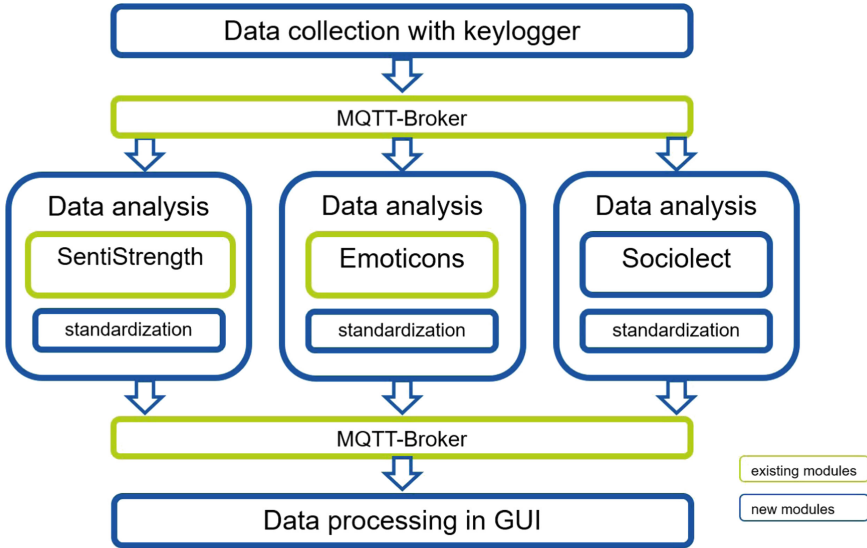 Data collection with keylogger
MQTT-Broker
Data analysis
SentiStrength
standardization
Data analysis
Emoticons
standardization
Data analysis
Sociolect
standardization
MQTT-Broker
Data processing in GUI
existing modules
new modules